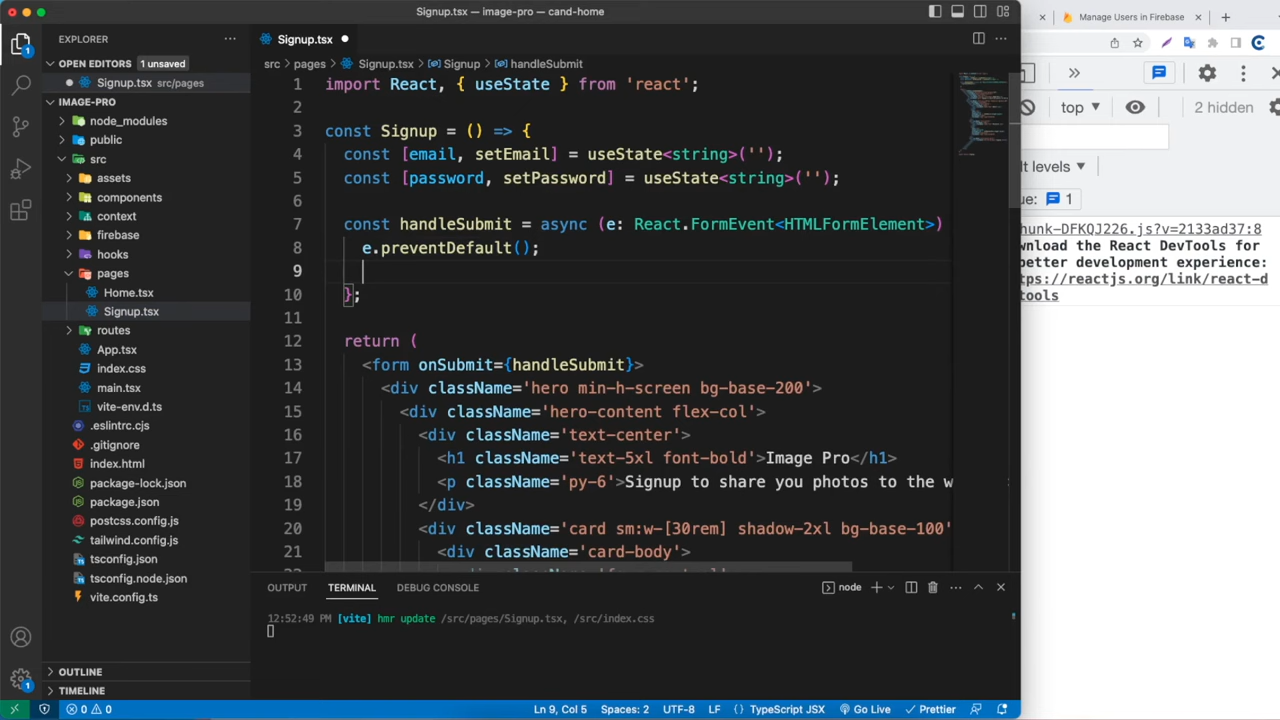 Signup.tsx — image-pro — cand-home
Manage Users in Firebase
EXPLORER
Signup.tsx
OPEN EDITORS 1 unsaved
Signup.tsx src/pages
IMAGE-PRO
node_modules
public
src
assets
components
context
firebase
hooks
pages
Home.tsx
Signup.tsx
routes
App.tsx
index.css
main.tsx
vite-env.d.ts
.eslintrc.cjs
.gitignore
index.html
package-lock.json
package.json
postcss.config.js
tailwind.config.js
tsconfig.json
tsconfig.node.json
vite.config.ts
OUTLINE
TIMELINE
src > pages > Signup.tsx > Signup > handleSubmit
1 import React, { useState } from 'react';
2
3 const Signup = () => {
4 const [email, setEmail] = useState<string>('');
5 const [password, setPassword] = useState<string>('');
6
7 const handleSubmit = async (e: React.FormEvent<HTMLFormElement>)
8 e.preventDefault();
9
10 };
11
12 return (
13 <form onSubmit={handleSubmit}>
14 <div className='hero min-h-screen bg-base-200'>
15 <div className='hero-content flex-col'>
16 <div className='text-center'>
17 <h1 className='text-5xl font-bold'>Image Pro</h1>
18 <p className='py-6'>Signup to share you photos to the w
19 </div>
20 <div className='card sm:w-[30rem] shadow-2xl bg-base-100'
21 <div className='card-body'>
OUTPUT TERMINAL DEBUG CONSOLE
node
12:52:49 PM [vite] hmr update /src/pages/Signup.tsx, /src/index.css
0 0
Ln 9, Col 5 Spaces: 2 UTF-8 LF {} TypeScript JSX Go Live Prettier
top
2 hidden
lt levels
ue: 1
hunk-DFKQJ226.js?v=2133ad37:8
wnload the React DevTools for
better development experience:
tps://reactjs.org/link/react-d
tools